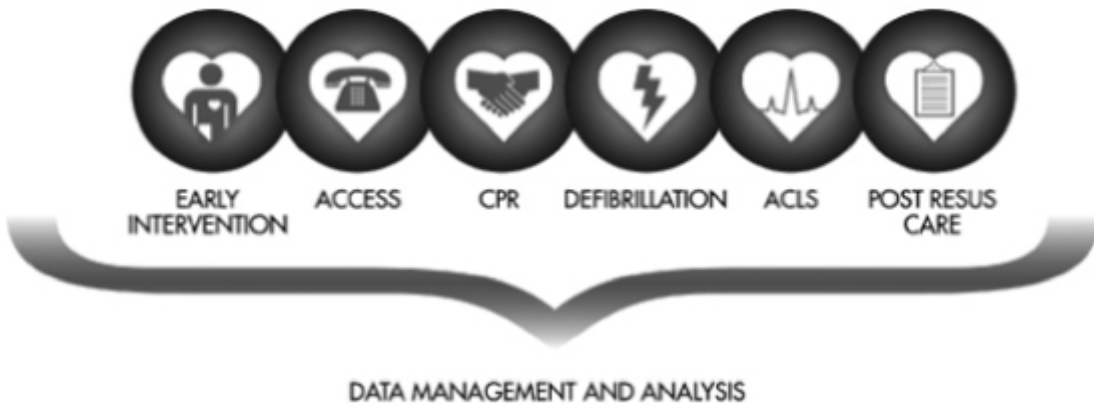 EARLY
INTERVENTION
ACCESS
CPR
DEFIBRILLATION
ACLS
POST RESUS
CARE
DATA MANAGEMENT AND ANALYSIS